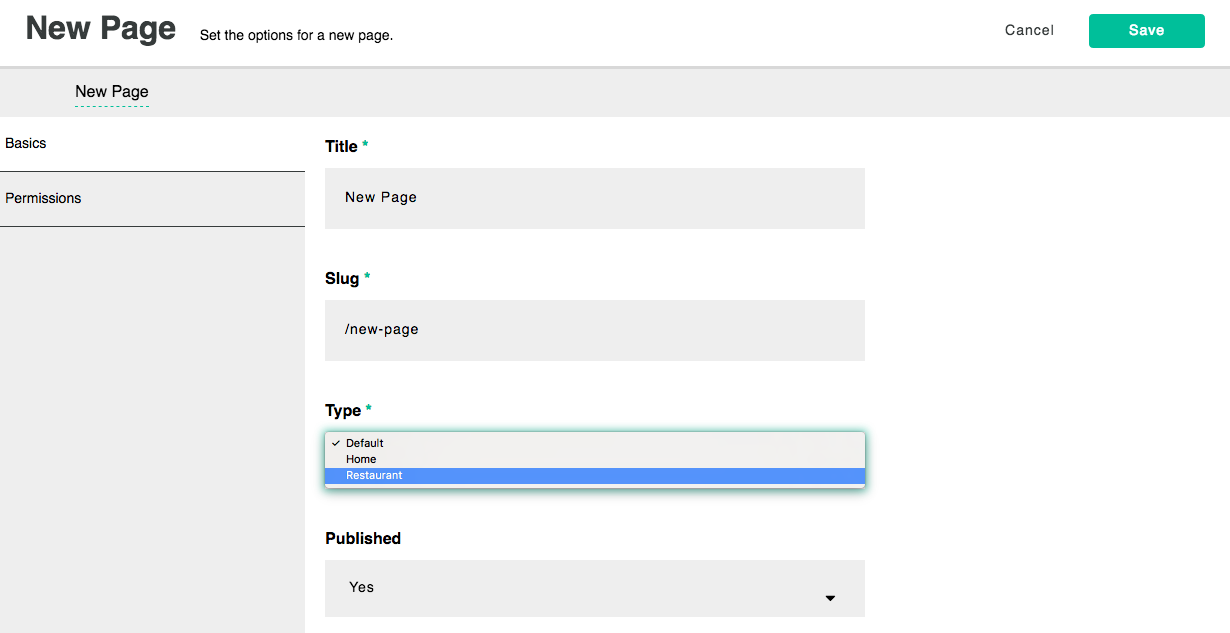 New Page Set the options for a new page. Cancel Save
New Page
Basics
Permissions
Title *
New Page
Slug *
/new-page
Type *
✓ Default
Home
Restaurant
Published
Yes